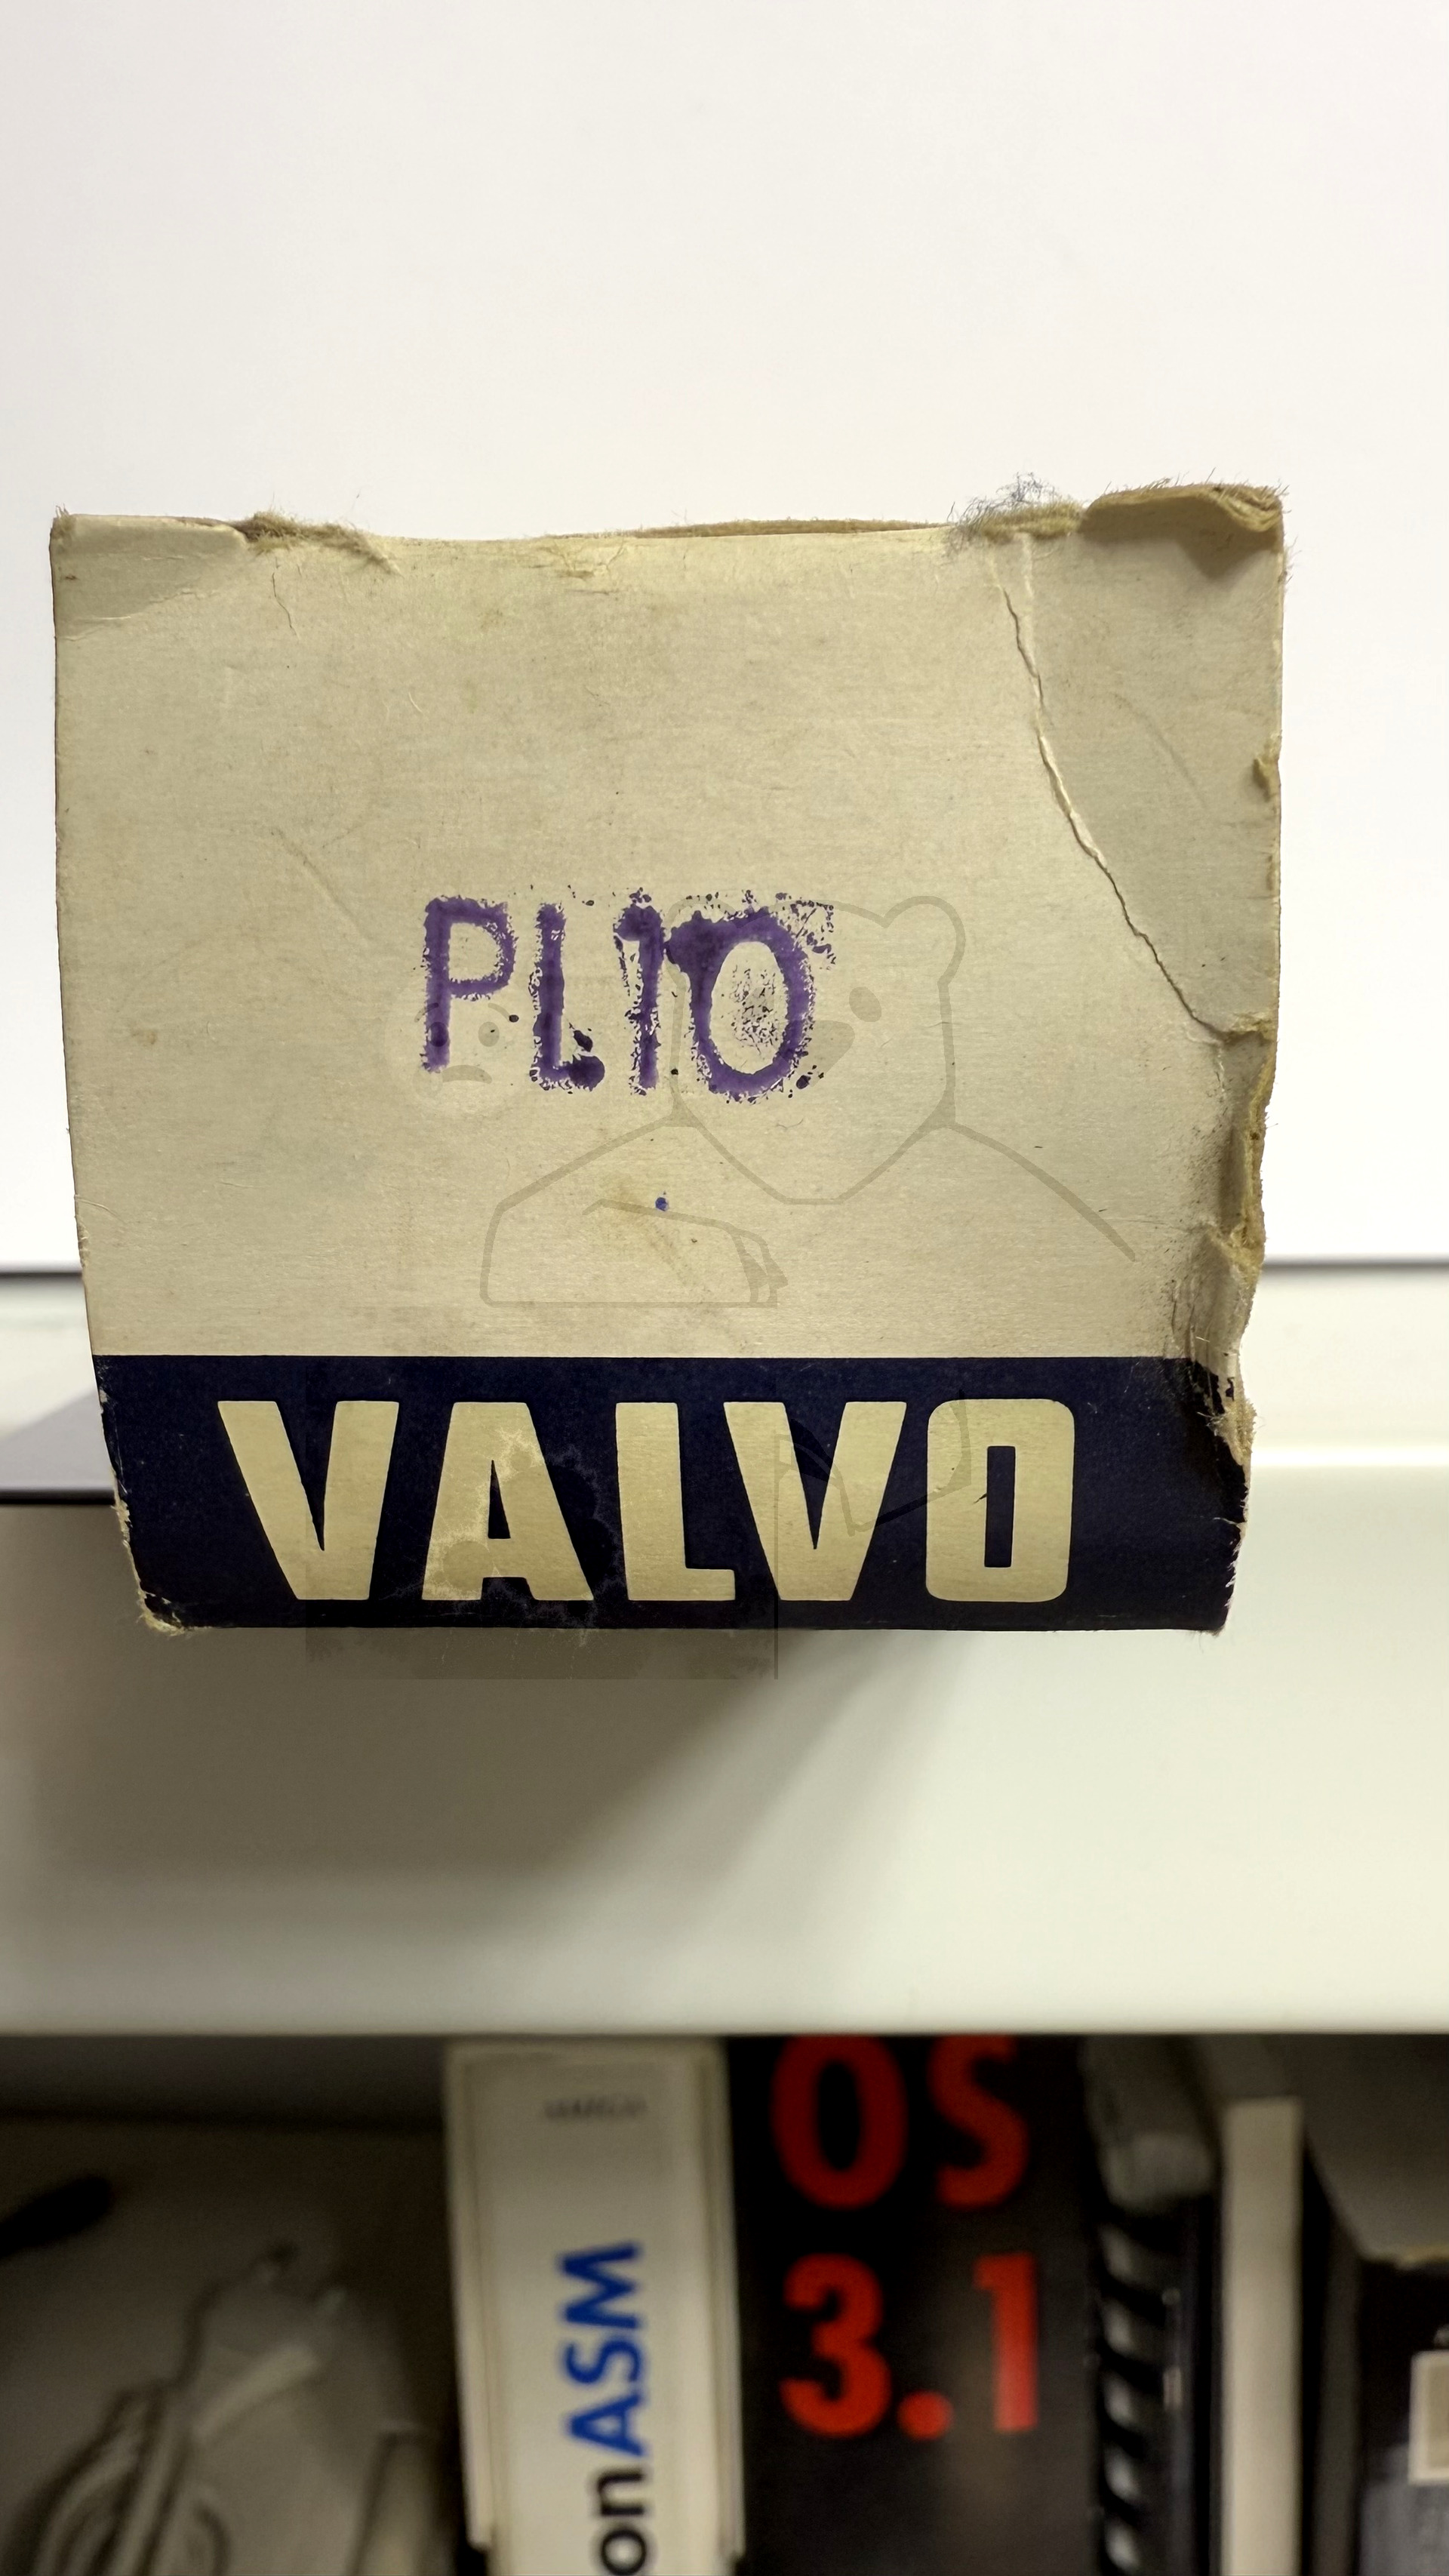 PL10
VALVO
OS
3.1
onASM